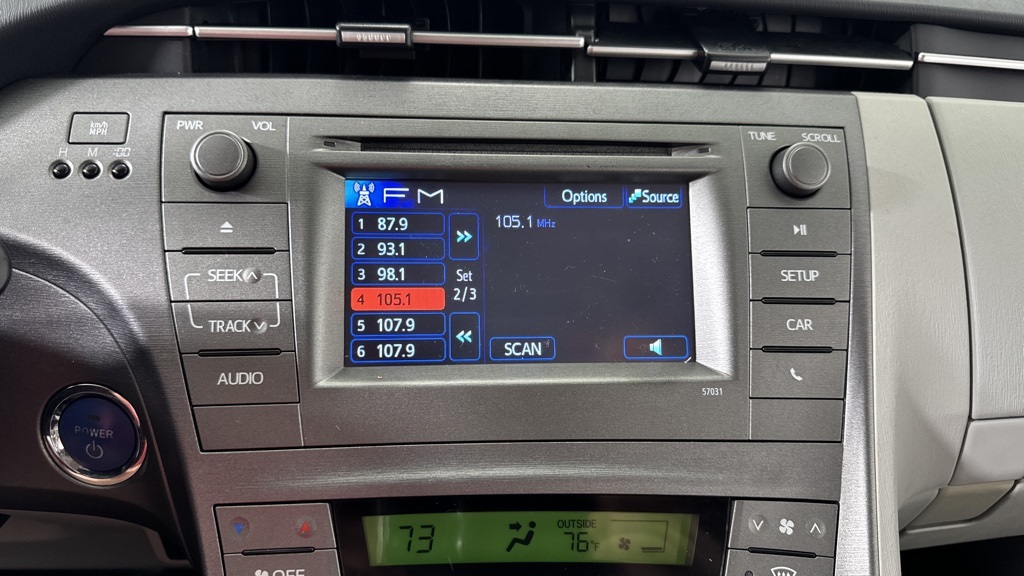 km/h
MPH
H M :00
PWR VOL
TUNE SCROLL
FM Options Source
1 87.9
2 93.1
3 98.1
4 105.1
5 107.9
6 107.9
Set
2/3
105.1 MHz
SCAN
SEEK
TRACK
AUDIO
SETUP
CAR
57031
POWER
73
OUTSIDE
76°F
OFF